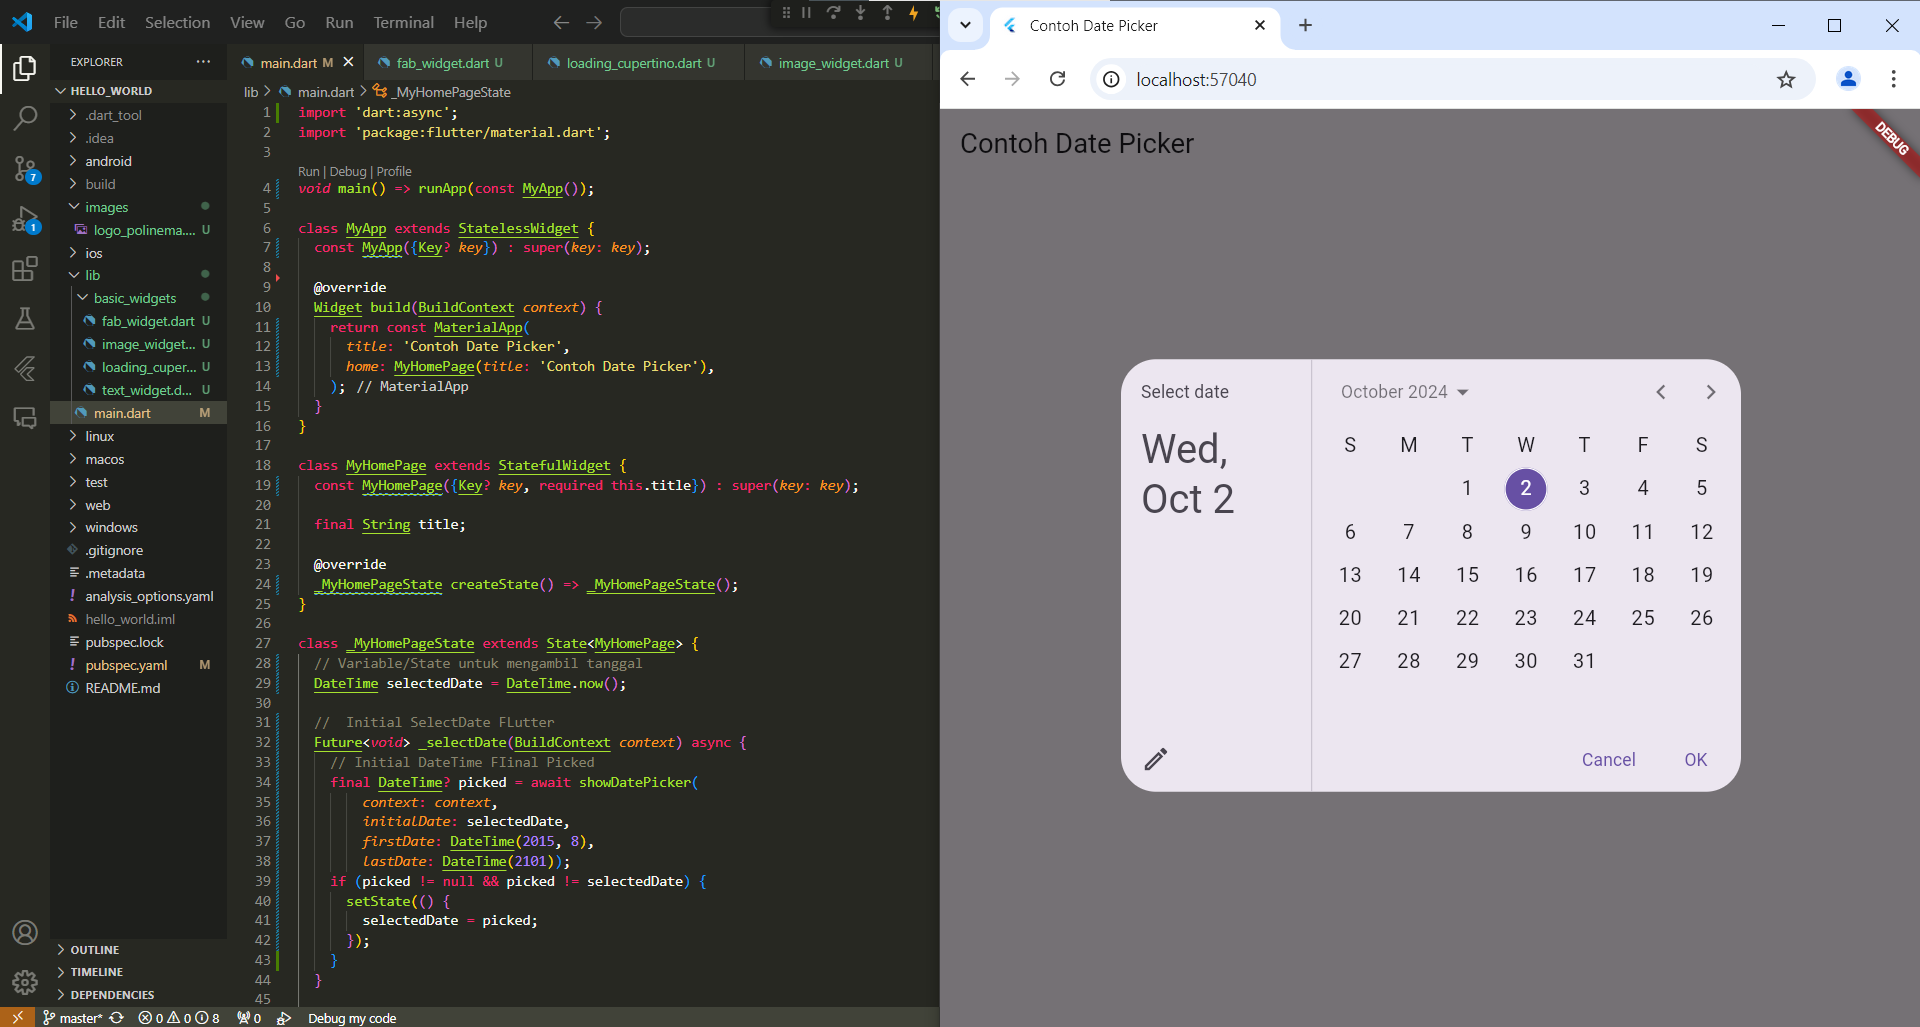 File Edit Selection View Go Run Terminal Help
EXPLORER
HELLO_WORLD
.dart_tool
.idea
android
build
images
logo_polinema.... U
ios
lib
basic_widgets
fab_widget.dart U
image_widget... U
loading_cuper... U
text_widget.d... U
main.dart M
linux
macos
test
web
windows
.gitignore
.metadata
analysis_options.yaml
hello_world.iml
pubspec.lock
pubspec.yaml M
README.md
OUTLINE
TIMELINE
DEPENDENCIES
7
1
main.dart M
fab_widget.dart U
loading_cupertino.dart U
image_widget.dart U
lib > main.dart > _MyHomePageState
1 import 'dart:async';
2 import 'package:flutter/material.dart';
3
Run | Debug | Profile
4 void main() => runApp(const MyApp());
5
6 class MyApp extends StatelessWidget {
7 const MyApp({Key? key}) : super(key: key);
8
9 @override
10 Widget build(BuildContext context) {
11 return const MaterialApp(
12 title: 'Contoh Date Picker',
13 home: MyHomePage(title: 'Contoh Date Picker'),
14 ); // MaterialApp
15 }
16 }
17
18 class MyHomePage extends StatefulWidget {
19 const MyHomePage({Key? key, required this.title}) : super(key: key);
20
21 final String title;
22
23 @override
24 _MyHomePageState createState() => _MyHomePageState();
25 }
26
27 class _MyHomePageState extends State<MyHomePage> {
28 // Variable/State untuk mengambil tanggal
29 DateTime selectedDate = DateTime.now();
30
31 //  Initial SelectDate FLutter
32 Future<void> _selectDate(BuildContext context) async {
33 // Initial DateTime FIinal Picked
34 final DateTime? picked = await showDatePicker(
35 context: context,
36 initialDate: selectedDate,
37 firstDate: DateTime(2015, 8),
38 lastDate: DateTime(2101));
39 if (picked != null && picked != selectedDate) {
40 setState(() {
41 selectedDate = picked;
42 });
43 }
44 }
45
master* 0 0 8 0 Debug my code
Contoh Date Picker
localhost:57040
Contoh Date Picker
DEBUG
Select date
Wed,
Oct 2
October 2024
S M T W T F S
1 2 3 4 5
6 7 8 9 10 11 12
13 14 15 16 17 18 19
20 21 22 23 24 25 26
27 28 29 30 31
Cancel OK